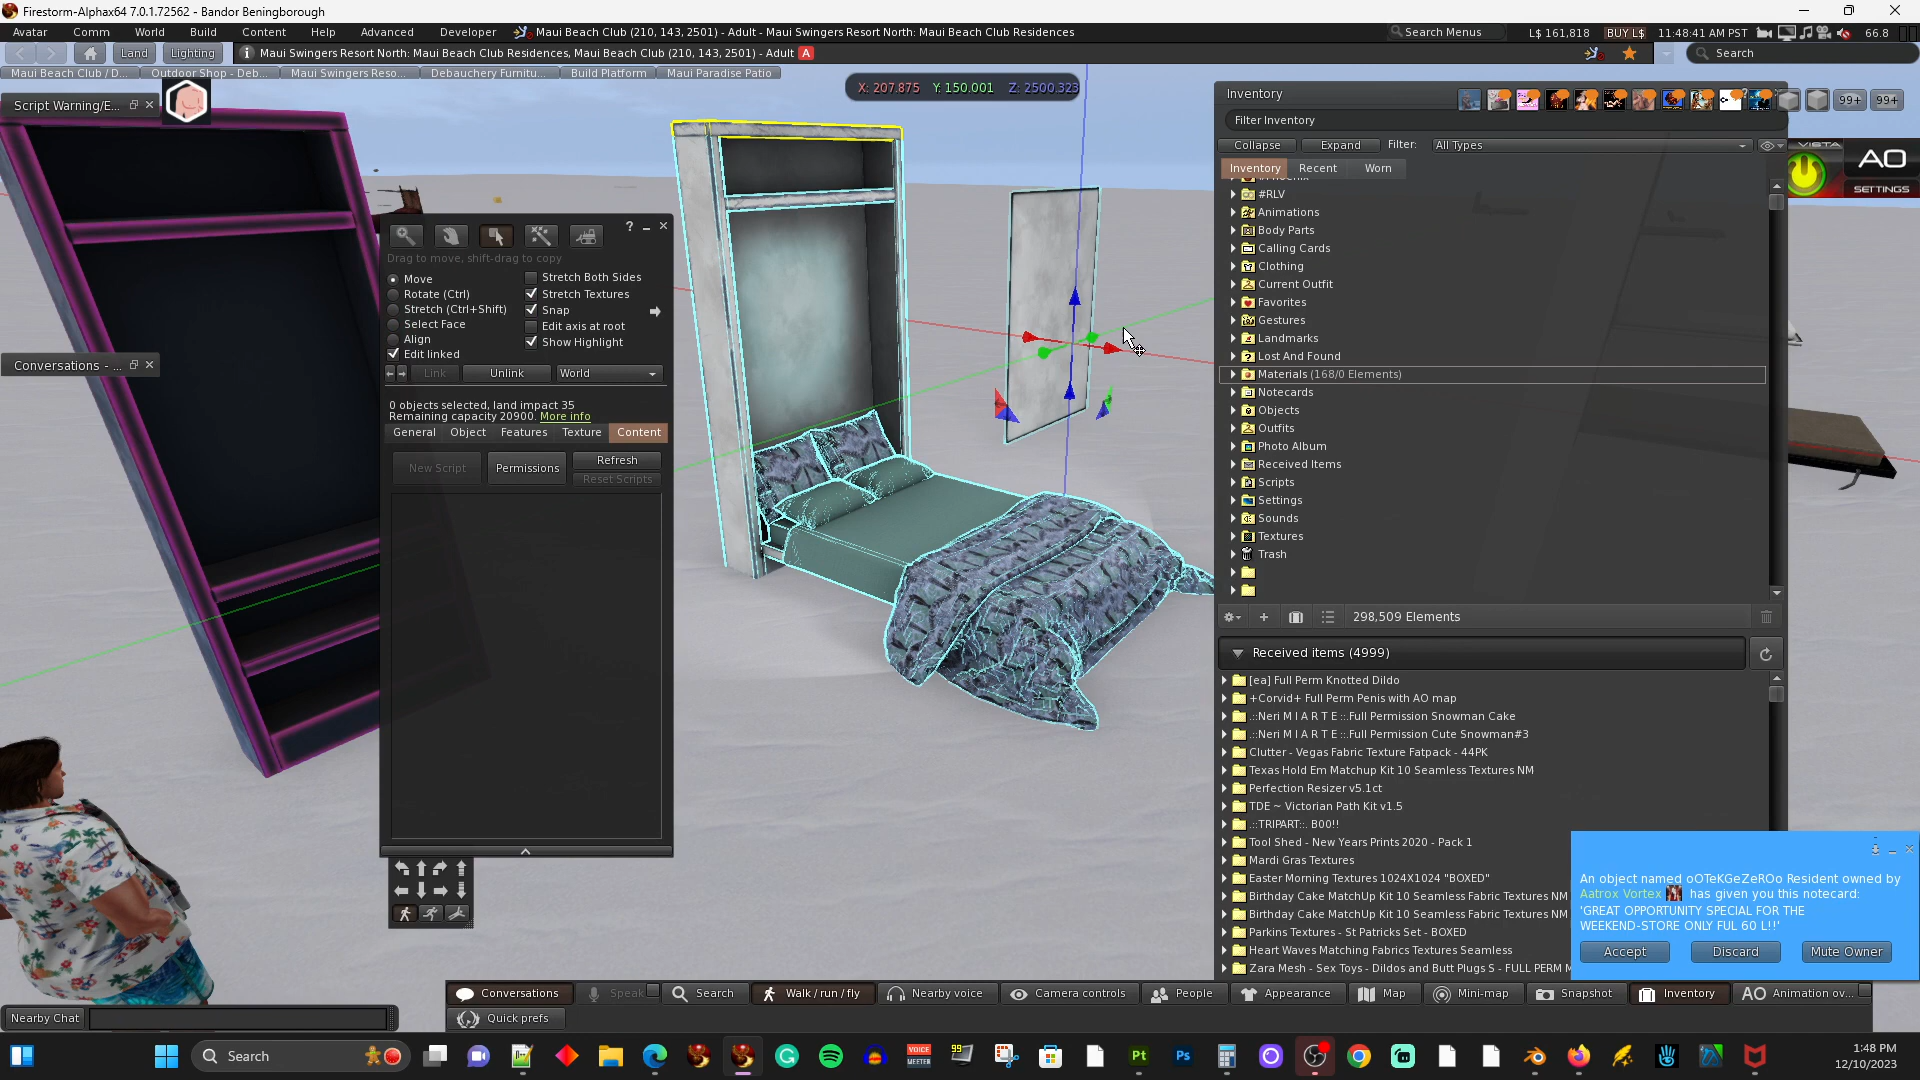 Firestorm-Alphax64 7.0.1.72562 - Bandor Beningborough
Avatar Comm World Build Content Help Advanced Developer Maui Beach Club (210, 143, 2501) - Adult - Maui Swingers Resort North: Maui Beach Club Residences Search Menus L$ 161,818 BUY L$ 11:48:41 AM PST 66.8
Land Lighting Maui Swingers Resort North: Maui Beach Club Residences, Maui Beach Club (210, 143, 2501) - Adult A Search
Maui Beach Club / D... Outdoor Shop - Deb... Maui Swingers Reso... Debauchery Furnitu... Build Platform Maui Paradise Patio
X: 207.875 Y: 150.001 Z: 2500.323
Script Warning/E...
Conversations - ...
Inventory
99+ 99+
Filter Inventory
Collapse Expand Filter: All Types
Inventory Recent Worn
VISTA AO
SETTINGS
#RLV
Animations
Body Parts
Calling Cards
Clothing
Current Outfit
Favorites
Gestures
Landmarks
Lost And Found
Materials (168/0 Elements)
Notecards
Objects
Outfits
Photo Album
Received Items
Scripts
Settings
Sounds
Textures
Trash
298,509 Elements
Received items (4999)
[ea] Full Perm Knotted Dildo
+Corvid+ Full Perm Penis with AO map
.::Neri M I A R T E ::.Full Permission Snowman Cake
.::Neri M I A R T E ::.Full Permission Cute Snowman#3
Clutter - Vegas Fabric Texture Fatpack - 44PK
Texas Hold Em Matchup Kit 10 Seamless Textures NM
Perfection Resizer v5.1ct
TDE ~ Victorian Path Kit v1.5
.::TRIPART::. BOO!!
Tool Shed - New Years Prints 2020 - Pack 1
Mardi Gras Textures
Easter Morning Textures 1024X1024 "BOXED"
Birthday Cake MatchUp Kit 10 Seamless Fabric Textures NM
Birthday Cake MatchUp Kit 10 Seamless Fabric Textures NM
Parkins Textures - St Patricks Set - BOXED
Heart Waves Matching Fabrics Textures Seamless
Zara Mesh - Sex Toys - Dildos and Butt Plugs S - FULL PERM M
?
Drag to move, shift-drag to copy
Move
Rotate (Ctrl)
Stretch (Ctrl+Shift)
Select Face
Align
Edit linked
Stretch Both Sides
Stretch Textures
Snap
Edit axis at root
Show Highlight
Link Unlink World
0 objects selected, land impact 35
Remaining capacity 20900. More info
General Object Features Texture Content
New Script Permissions Refresh
Reset Scripts
An object named oOTeKGeZeROo Resident owned by
Aatrox Vortex has given you this notecard:
'GREAT OPPORTUNITY SPECIAL FOR THE
WEEKEND-STORE ONLY FUL 60 L!!'
Accept Discard Mute Owner
Conversations Speak Search Walk / run / fly Nearby voice Camera controls People Appearance Map Mini-map Snapshot Inventory AO Animation ov...
Nearby Chat Quick prefs
Search
VOICE
MEETER
99
Pt Ps
1:48 PM
12/10/2023